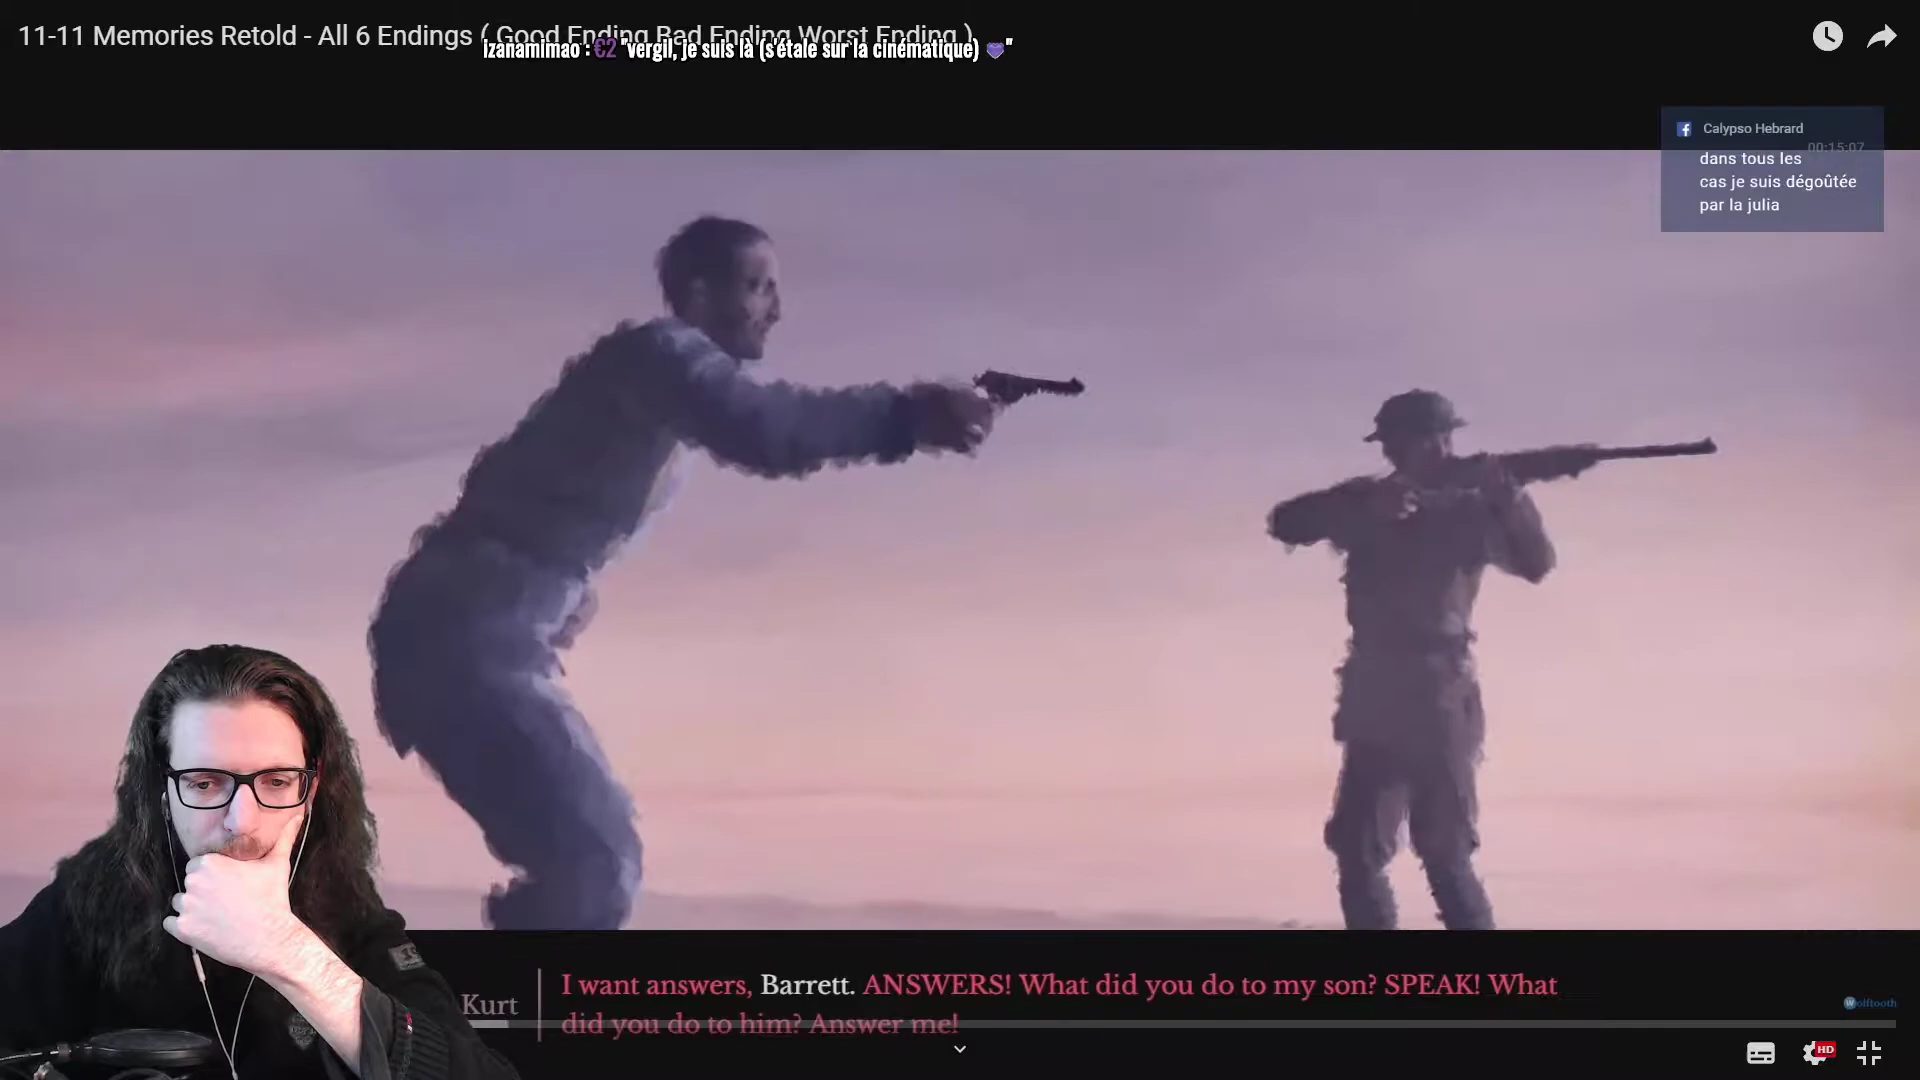 11-11 Memories Retold - All 6 Endings ( Good Ending Bad Ending Worst Ending )
izanamimao : €2 "vergil, je suis là (s'étale sur la cinématique) 💜"
Calypso Hebrard
00:15:07
dans tous les
cas je suis dégoûtée
par la julia
Kurt
I want answers, Barrett. ANSWERS! What did you do to my son? SPEAK! What
did you do to him? Answer me!
Wolftooth
HD